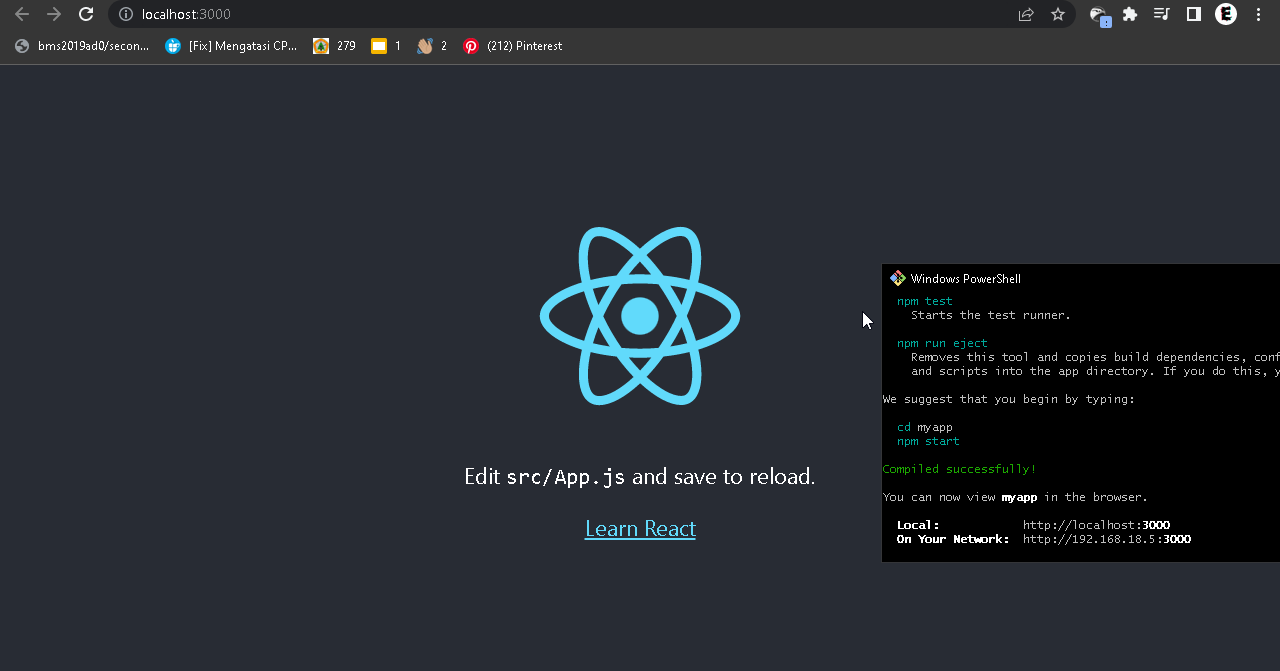 localhost:3000
bms2019ad0/secon... [Fix] Mengatasi CP... 279 1 2 (212) Pinterest
Edit src/App.js and save to reload.
Learn React
Windows PowerShell
npm test
Starts the test runner.
npm run eject
Removes this tool and copies build dependencies, conf
and scripts into the app directory. If you do this, y
We suggest that you begin by typing:
cd myapp
npm start
Compiled successfully!
You can now view myapp in the browser.
Local: http://localhost:3000
On Your Network: http://192.168.18.5:3000